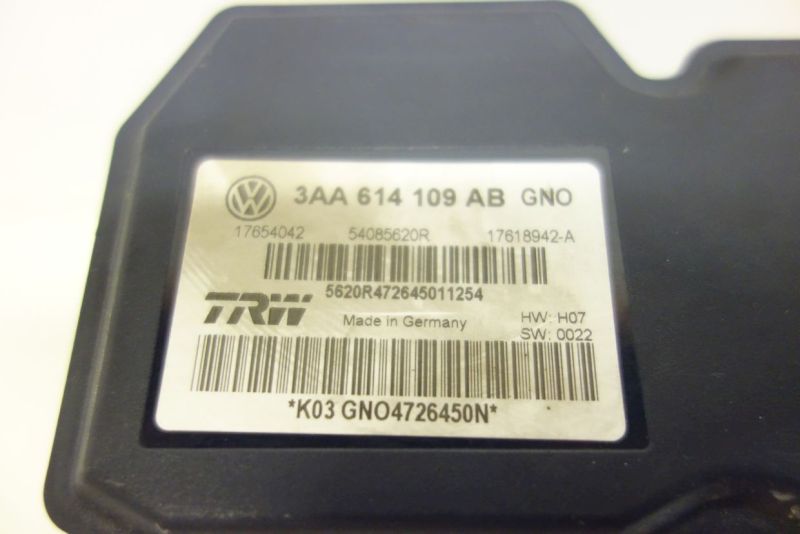 VW 3AA 614 109 AB GNO
17654042 54085620R 17618942-A
5620R472645011254
TRW Made in Germany HW: H07
SW: 0022
*K03 GNO4726450N*